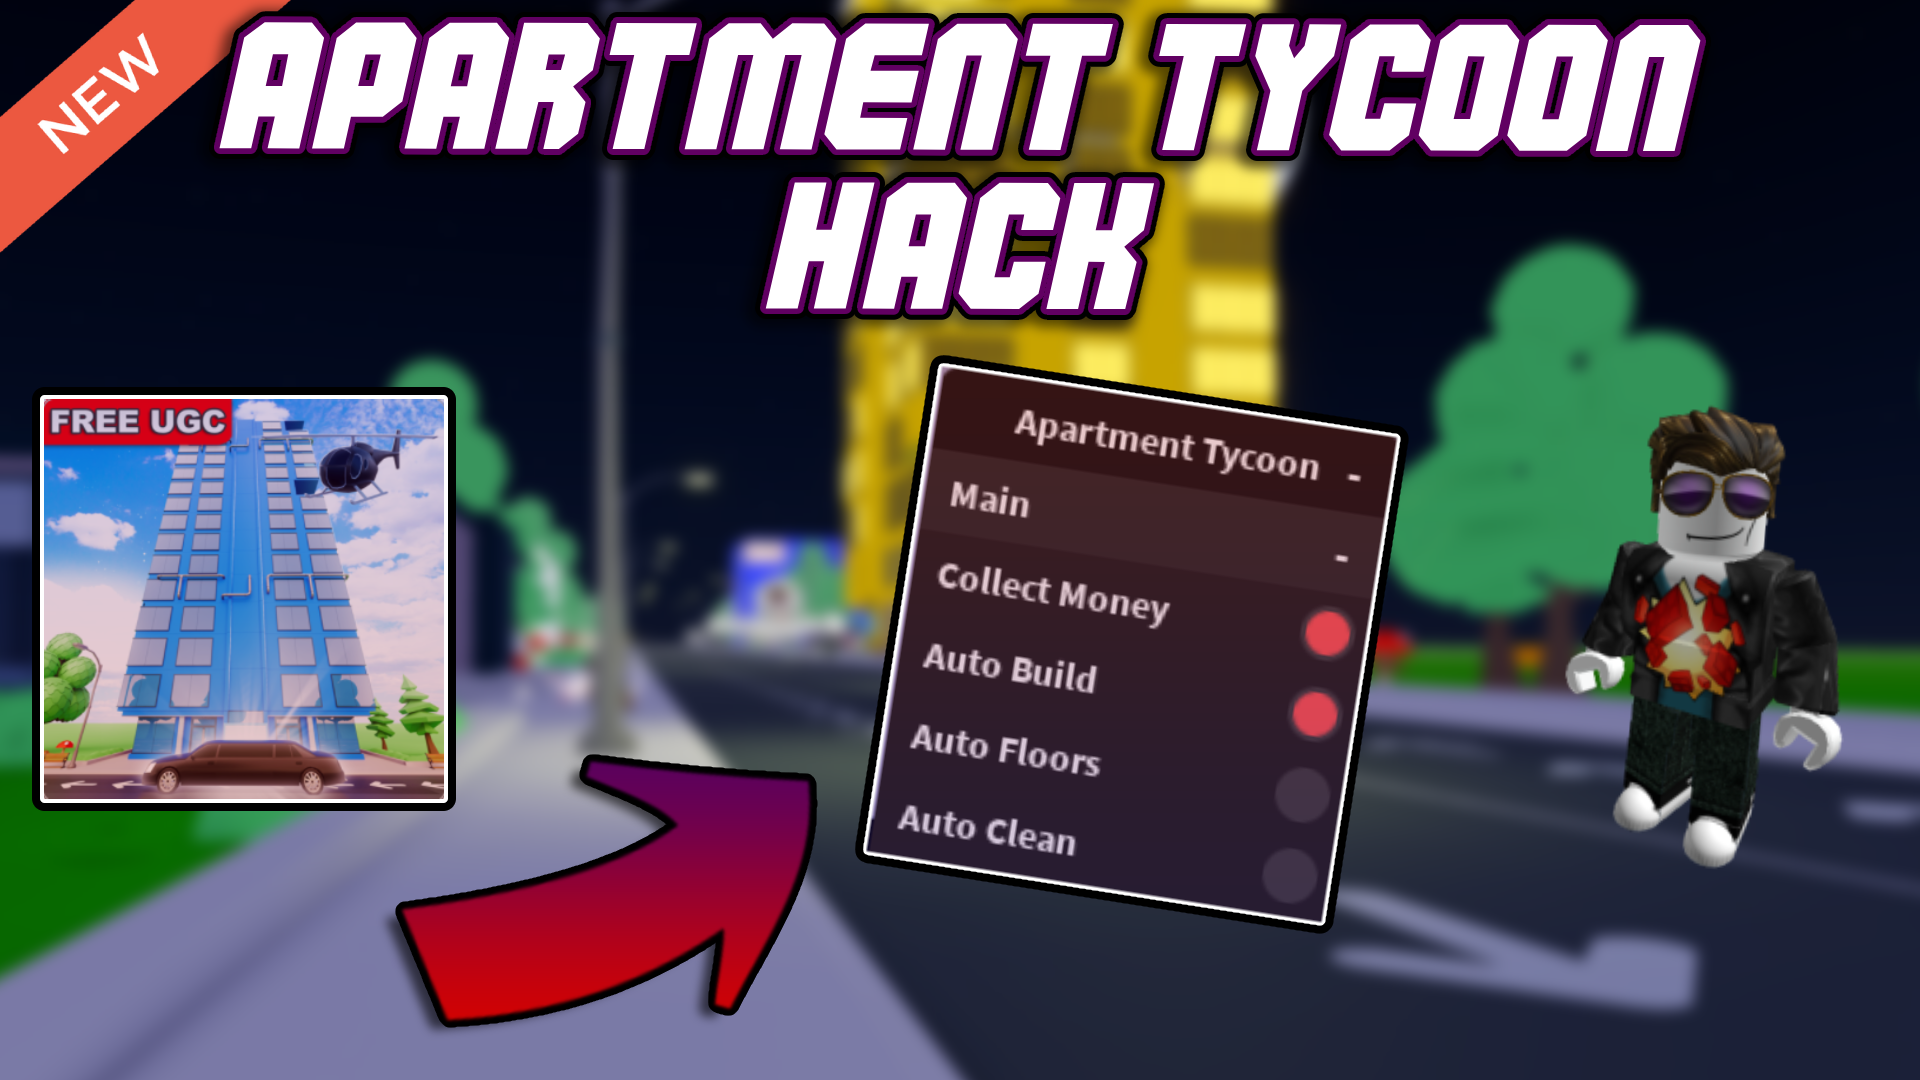 NEW
APARTMENT TYCOON
HACK
FREE UGC
Apartment Tycoon -
Main -
Collect Money
Auto Build
Auto Floors
Auto Clean